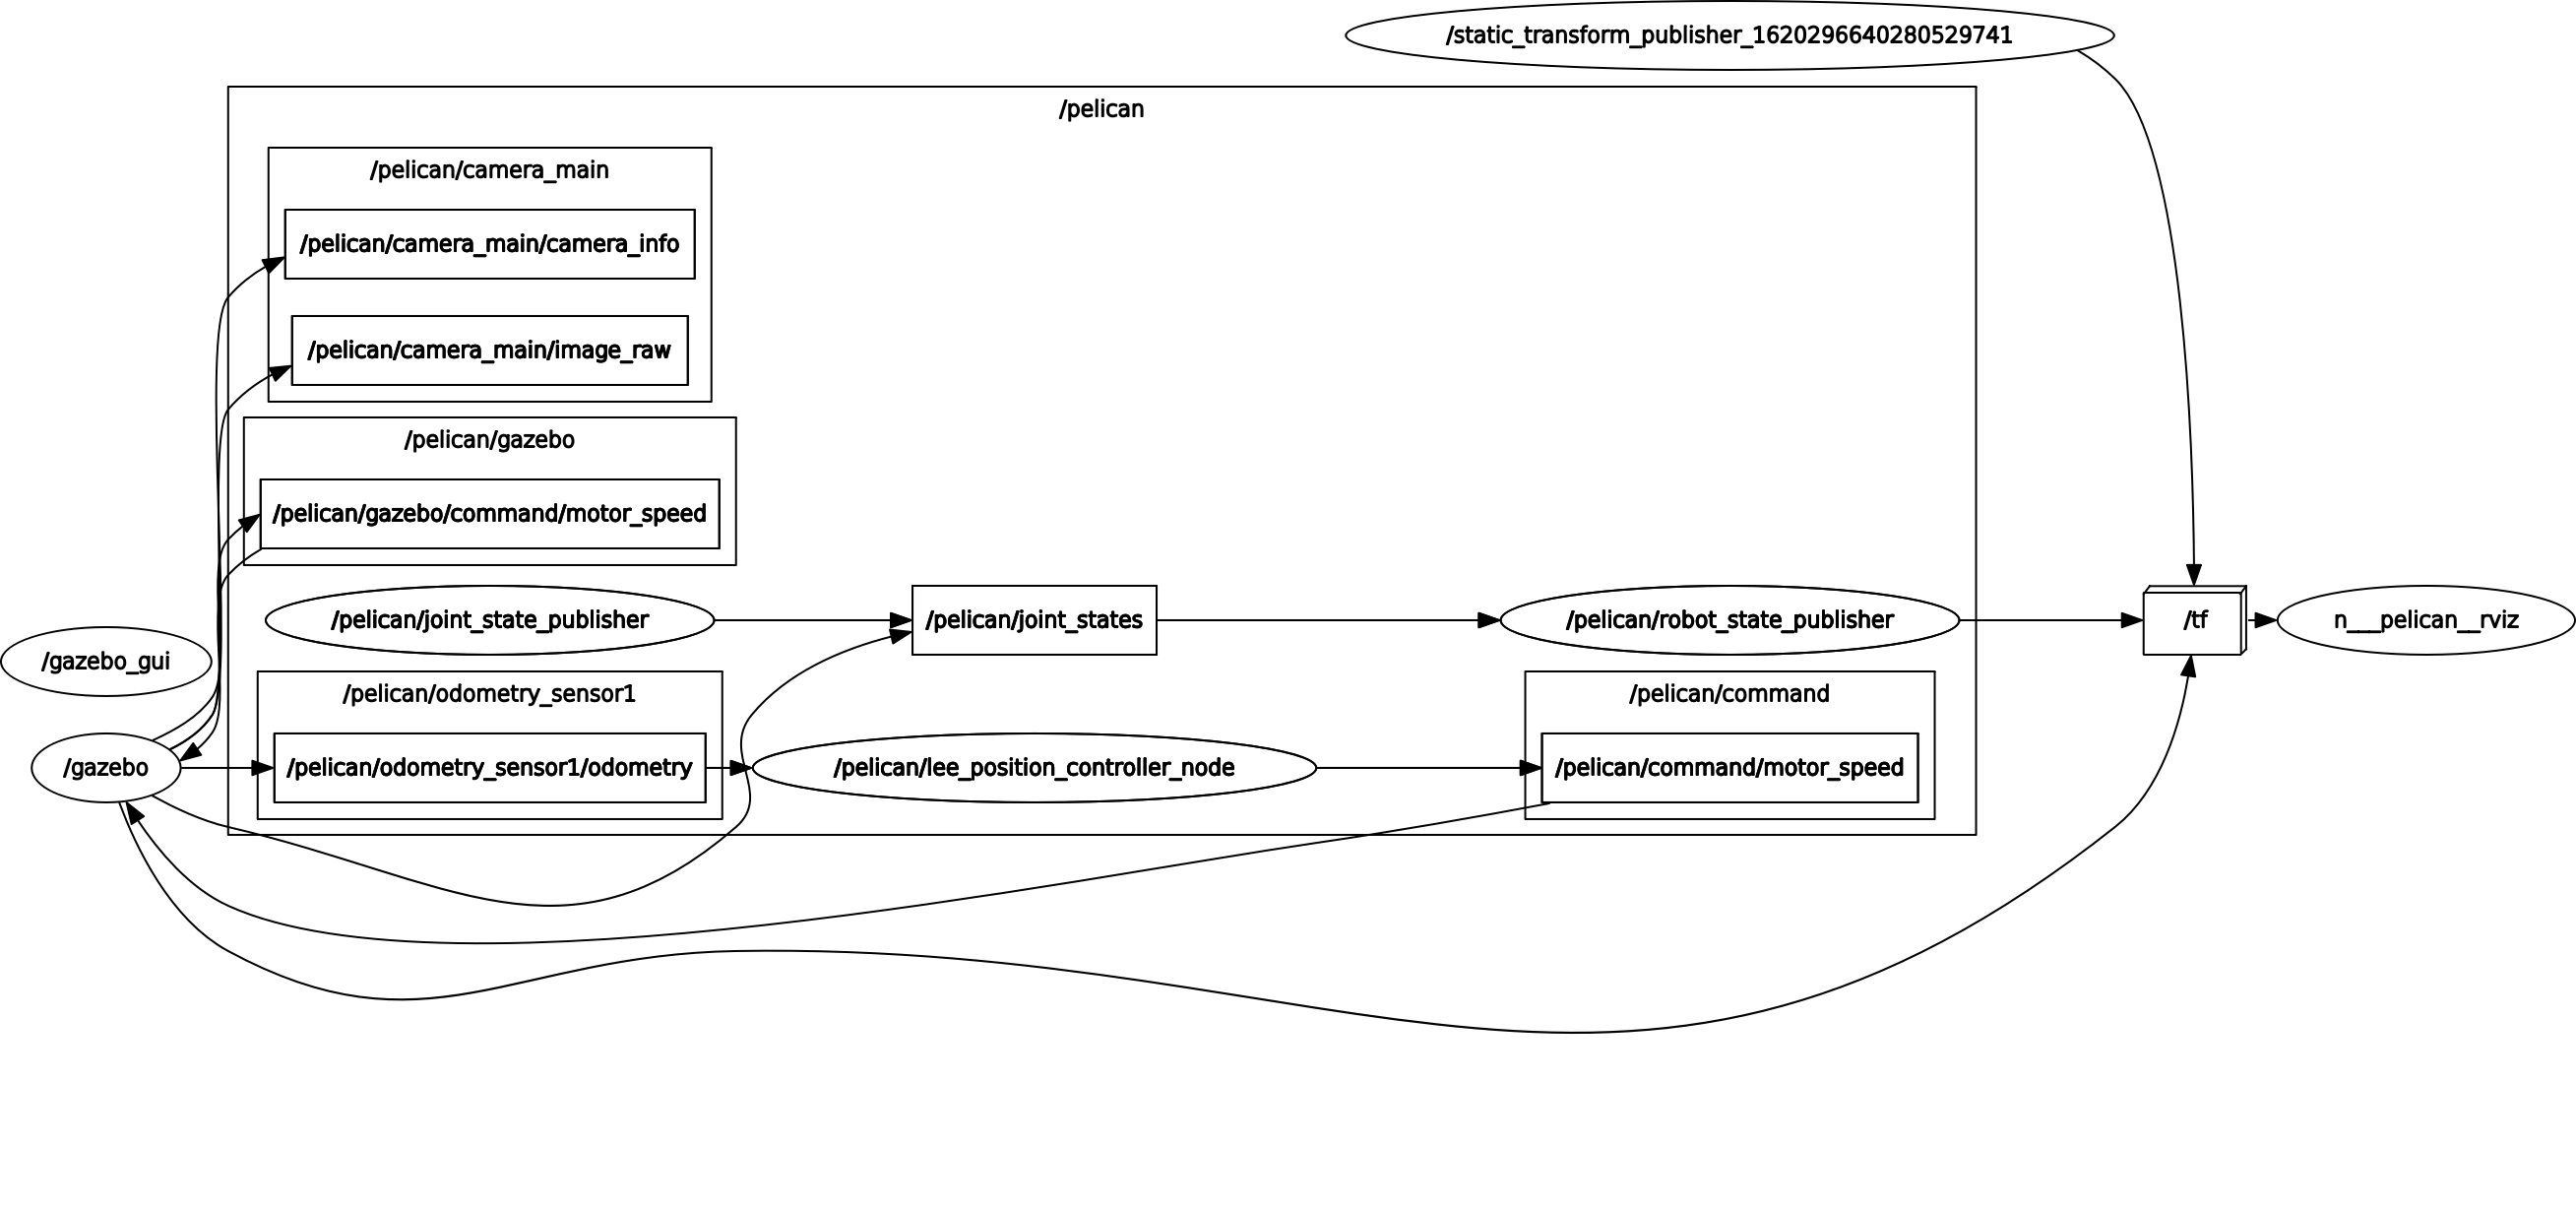 /static_transform_publisher_1620296640280529741
/pelican
/pelican/camera_main
/pelican/camera_main/camera_info
/pelican/camera_main/image_raw
/pelican/gazebo
/pelican/gazebo/command/motor_speed
/pelican/joint_state_publisher
/pelican/joint_states
/pelican/robot_state_publisher
/tf
n___pelican__rviz
/gazebo_gui
/pelican/odometry_sensor1
/pelican/command
/gazebo
/pelican/odometry_sensor1/odometry
/pelican/lee_position_controller_node
/pelican/command/motor_speed